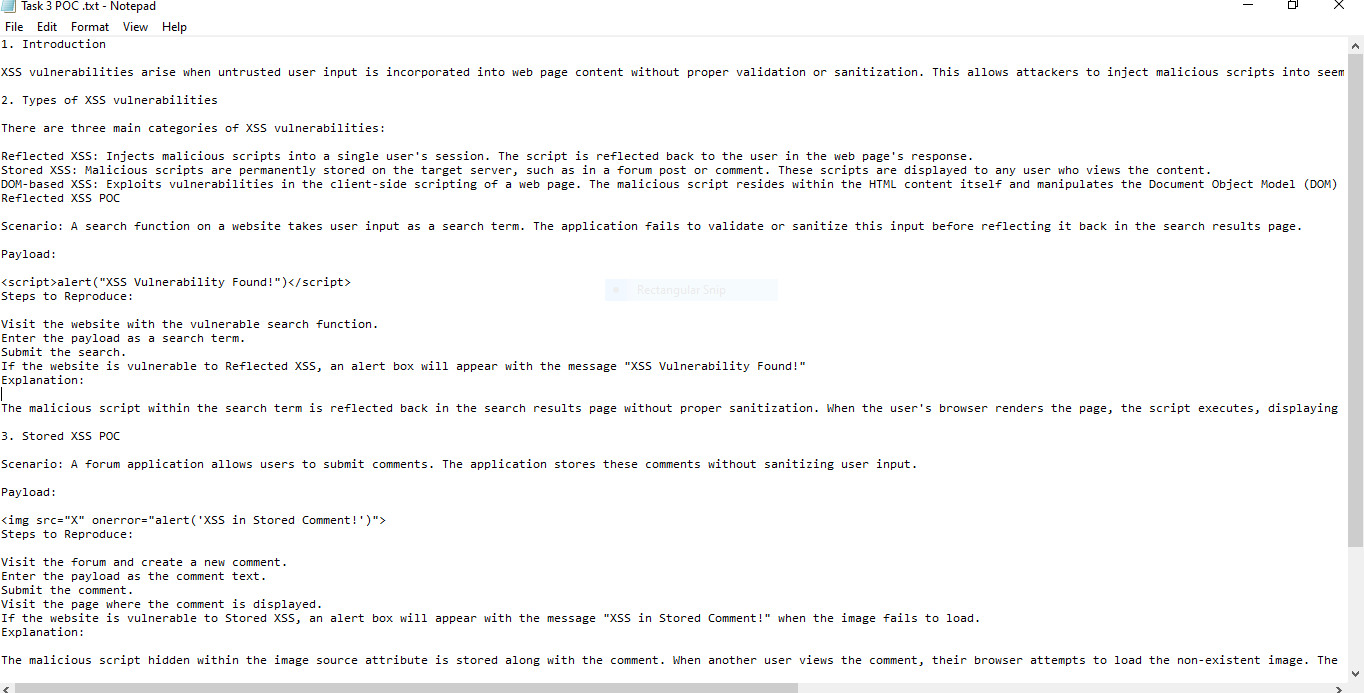 Task 3 POC .txt - Notepad
File Edit Format View Help
1. Introduction
XSS vulnerabilities arise when untrusted user input is incorporated into web page content without proper validation or sanitization. This allows attackers to inject malicious scripts into seem
2. Types of XSS vulnerabilities
There are three main categories of XSS vulnerabilities:
Reflected XSS: Injects malicious scripts into a single user's session. The script is reflected back to the user in the web page's response.
Stored XSS: Malicious scripts are permanently stored on the target server, such as in a forum post or comment. These scripts are displayed to any user who views the content.
DOM-based XSS: Exploits vulnerabilities in the client-side scripting of a web page. The malicious script resides within the HTML content itself and manipulates the Document Object Model (DOM)
Reflected XSS POC
Scenario: A search function on a website takes user input as a search term. The application fails to validate or sanitize this input before reflecting it back in the search results page.
Payload:
<script>alert("XSS Vulnerability Found!")</script>
Rectangular Snip
Steps to Reproduce:
Visit the website with the vulnerable search function.
Enter the payload as a search term.
Submit the search.
If the website is vulnerable to Reflected XSS, an alert box will appear with the message "XSS Vulnerability Found!"
Explanation:
The malicious script within the search term is reflected back in the search results page without proper sanitization. When the user's browser renders the page, the script executes, displaying
3. Stored XSS POC
Scenario: A forum application allows users to submit comments. The application stores these comments without sanitizing user input.
Payload:
<img src="X" onerror="alert('XSS in Stored Comment!')">
Steps to Reproduce:
Visit the forum and create a new comment.
Enter the payload as the comment text.
Submit the comment.
Visit the page where the comment is displayed.
If the website is vulnerable to Stored XSS, an alert box will appear with the message "XSS in Stored Comment!" when the image fails to load.
Explanation:
The malicious script hidden within the image source attribute is stored along with the comment. When another user views the comment, their browser attempts to load the non-existent image. The